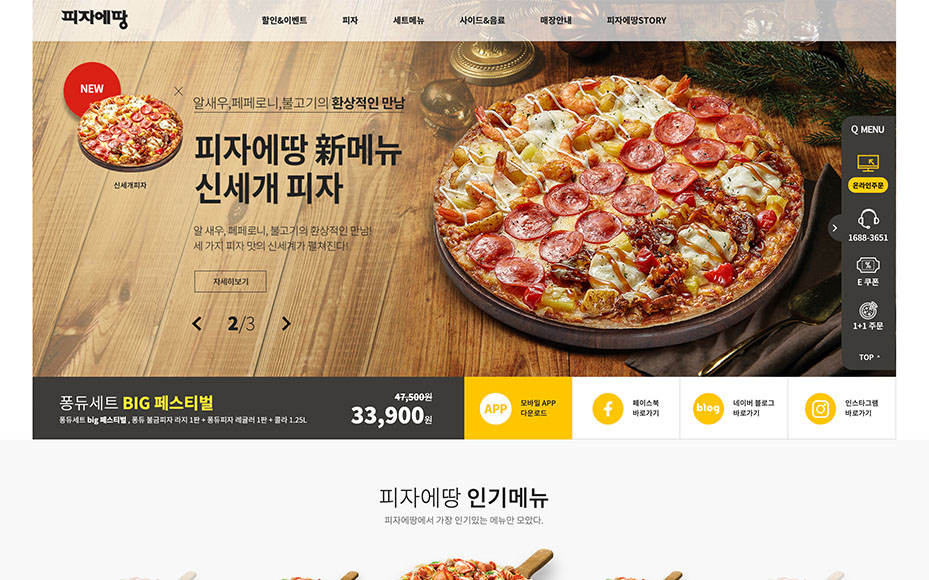 피자에땅
할인&이벤트
피자
세트메뉴
사이드&음료
매장안내
피자에땅STORY
NEW
신세개피자
알새우,페페로니,불고기의 환상적인 만남
피자에땅 新메뉴
신세개 피자
알 새우, 페페로니, 불고기의 환상적인 만남!
세 가지 피자 맛의 신세계가 펼쳐진다!
자세히보기
2/3
Q MENU
온라인주문
1688-3651
E 쿠폰
1+1 주문
TOP ^
퐁듀세트 BIG 페스티벌
퐁듀세트 big 페스티벌 , 퐁듀 불금피자 라지 1판 + 퐁듀피자 레귤러 1판 + 콜라 1.25L
47,500원
33,900원
APP
모바일 APP
다운로드
페이스북
바로가기
blog
네이버 블로그
바로가기
인스타그램
바로가기
피자에땅 인기메뉴
피자에땅에서 가장 인기있는 메뉴만 모았다.